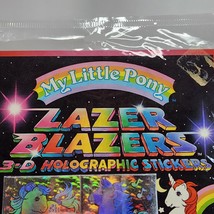 My Little Pony
LAZER
BLAZERS
3-D HOLOGRAPHIC STICKERS